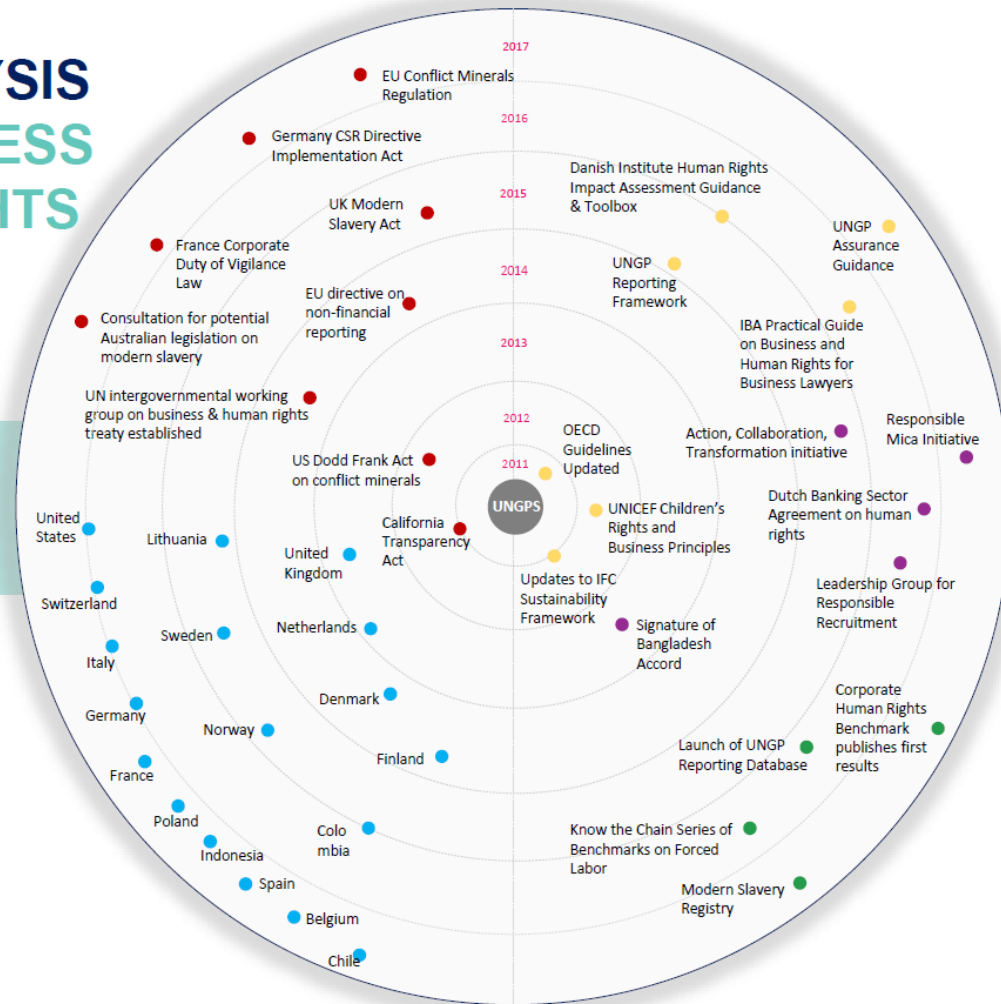 YSIS
ESS
HTS
2017
2016
2015
2014
2013
2012
2011
UNGPS
EU Conflict Minerals
Regulation
Germany CSR Directive
Implementation Act
UK Modern
Slavery Act
France Corporate
Duty of Vigilance
Law
EU directive on
non-financial
reporting
Consultation for potential
Australian legislation on
modern slavery
UN intergovernmental working
group on business & human rights
treaty established
US Dodd Frank Act
on conflict minerals
California
Transparency
Act
Danish Institute Human Rights
Impact Assessment Guidance
& Toolbox
UNGP
Assurance
Guidance
UNGP
Reporting
Framework
IBA Practical Guide
on Business and
Human Rights for
Business Lawyers
OECD
Guidelines
Updated
UNICEF Children's
Rights and
Business Principles
Updates to IFC
Sustainability
Framework
Action, Collaboration,
Transformation initiative
Responsible
Mica Initiative
Dutch Banking Sector
Agreement on human
rights
Leadership Group for
Responsible
Recruitment
Signature of
Bangladesh
Accord
Corporate
Human Rights
Benchmark
publishes first
results
Launch of UNGP
Reporting Database
Know the Chain Series of
Benchmarks on Forced
Labor
Modern Slavery
Registry
United
States
Lithuania
United
Kingdom
Switzerland
Sweden
Netherlands
Italy
Germany
Norway
Denmark
France
Finland
Poland
Colo
mbia
Indonesia
Spain
Belgium
Chile